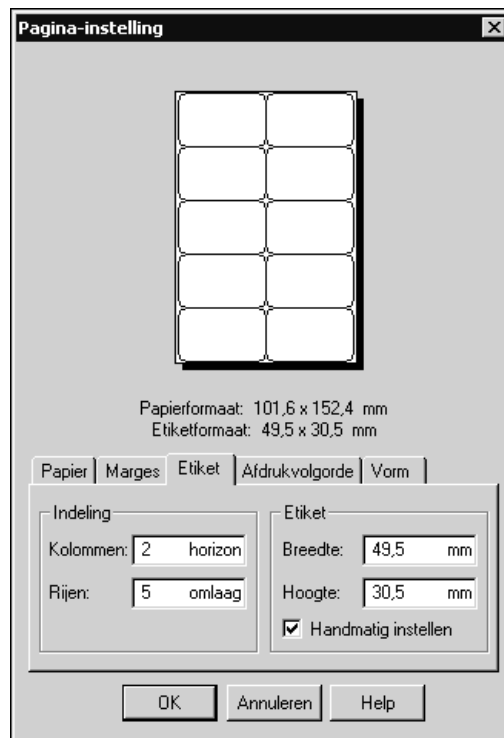 Pagina-instelling
Papierformaat: 101,6 x 152,4 mm
Etiketformaat: 49,5 x 30,5 mm
Papier Marges Etiket Afdrukvolgorde Vorm
Indeling
Kolommen: 2 horizon
Rijen: 5 omlaag
Etiket
Breedte: 49,5 mm
Hoogte: 30,5 mm
Handmatig instellen
OK Annuleren Help